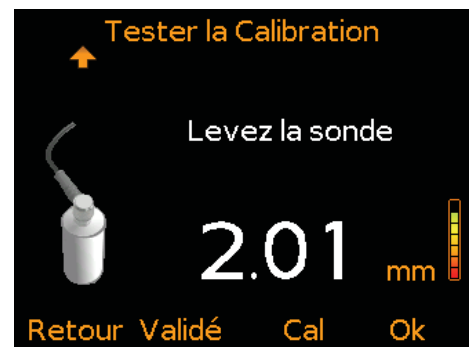 Tester la Calibration
Levez la sonde
2.01 mm
Retour Validé Cal Ok